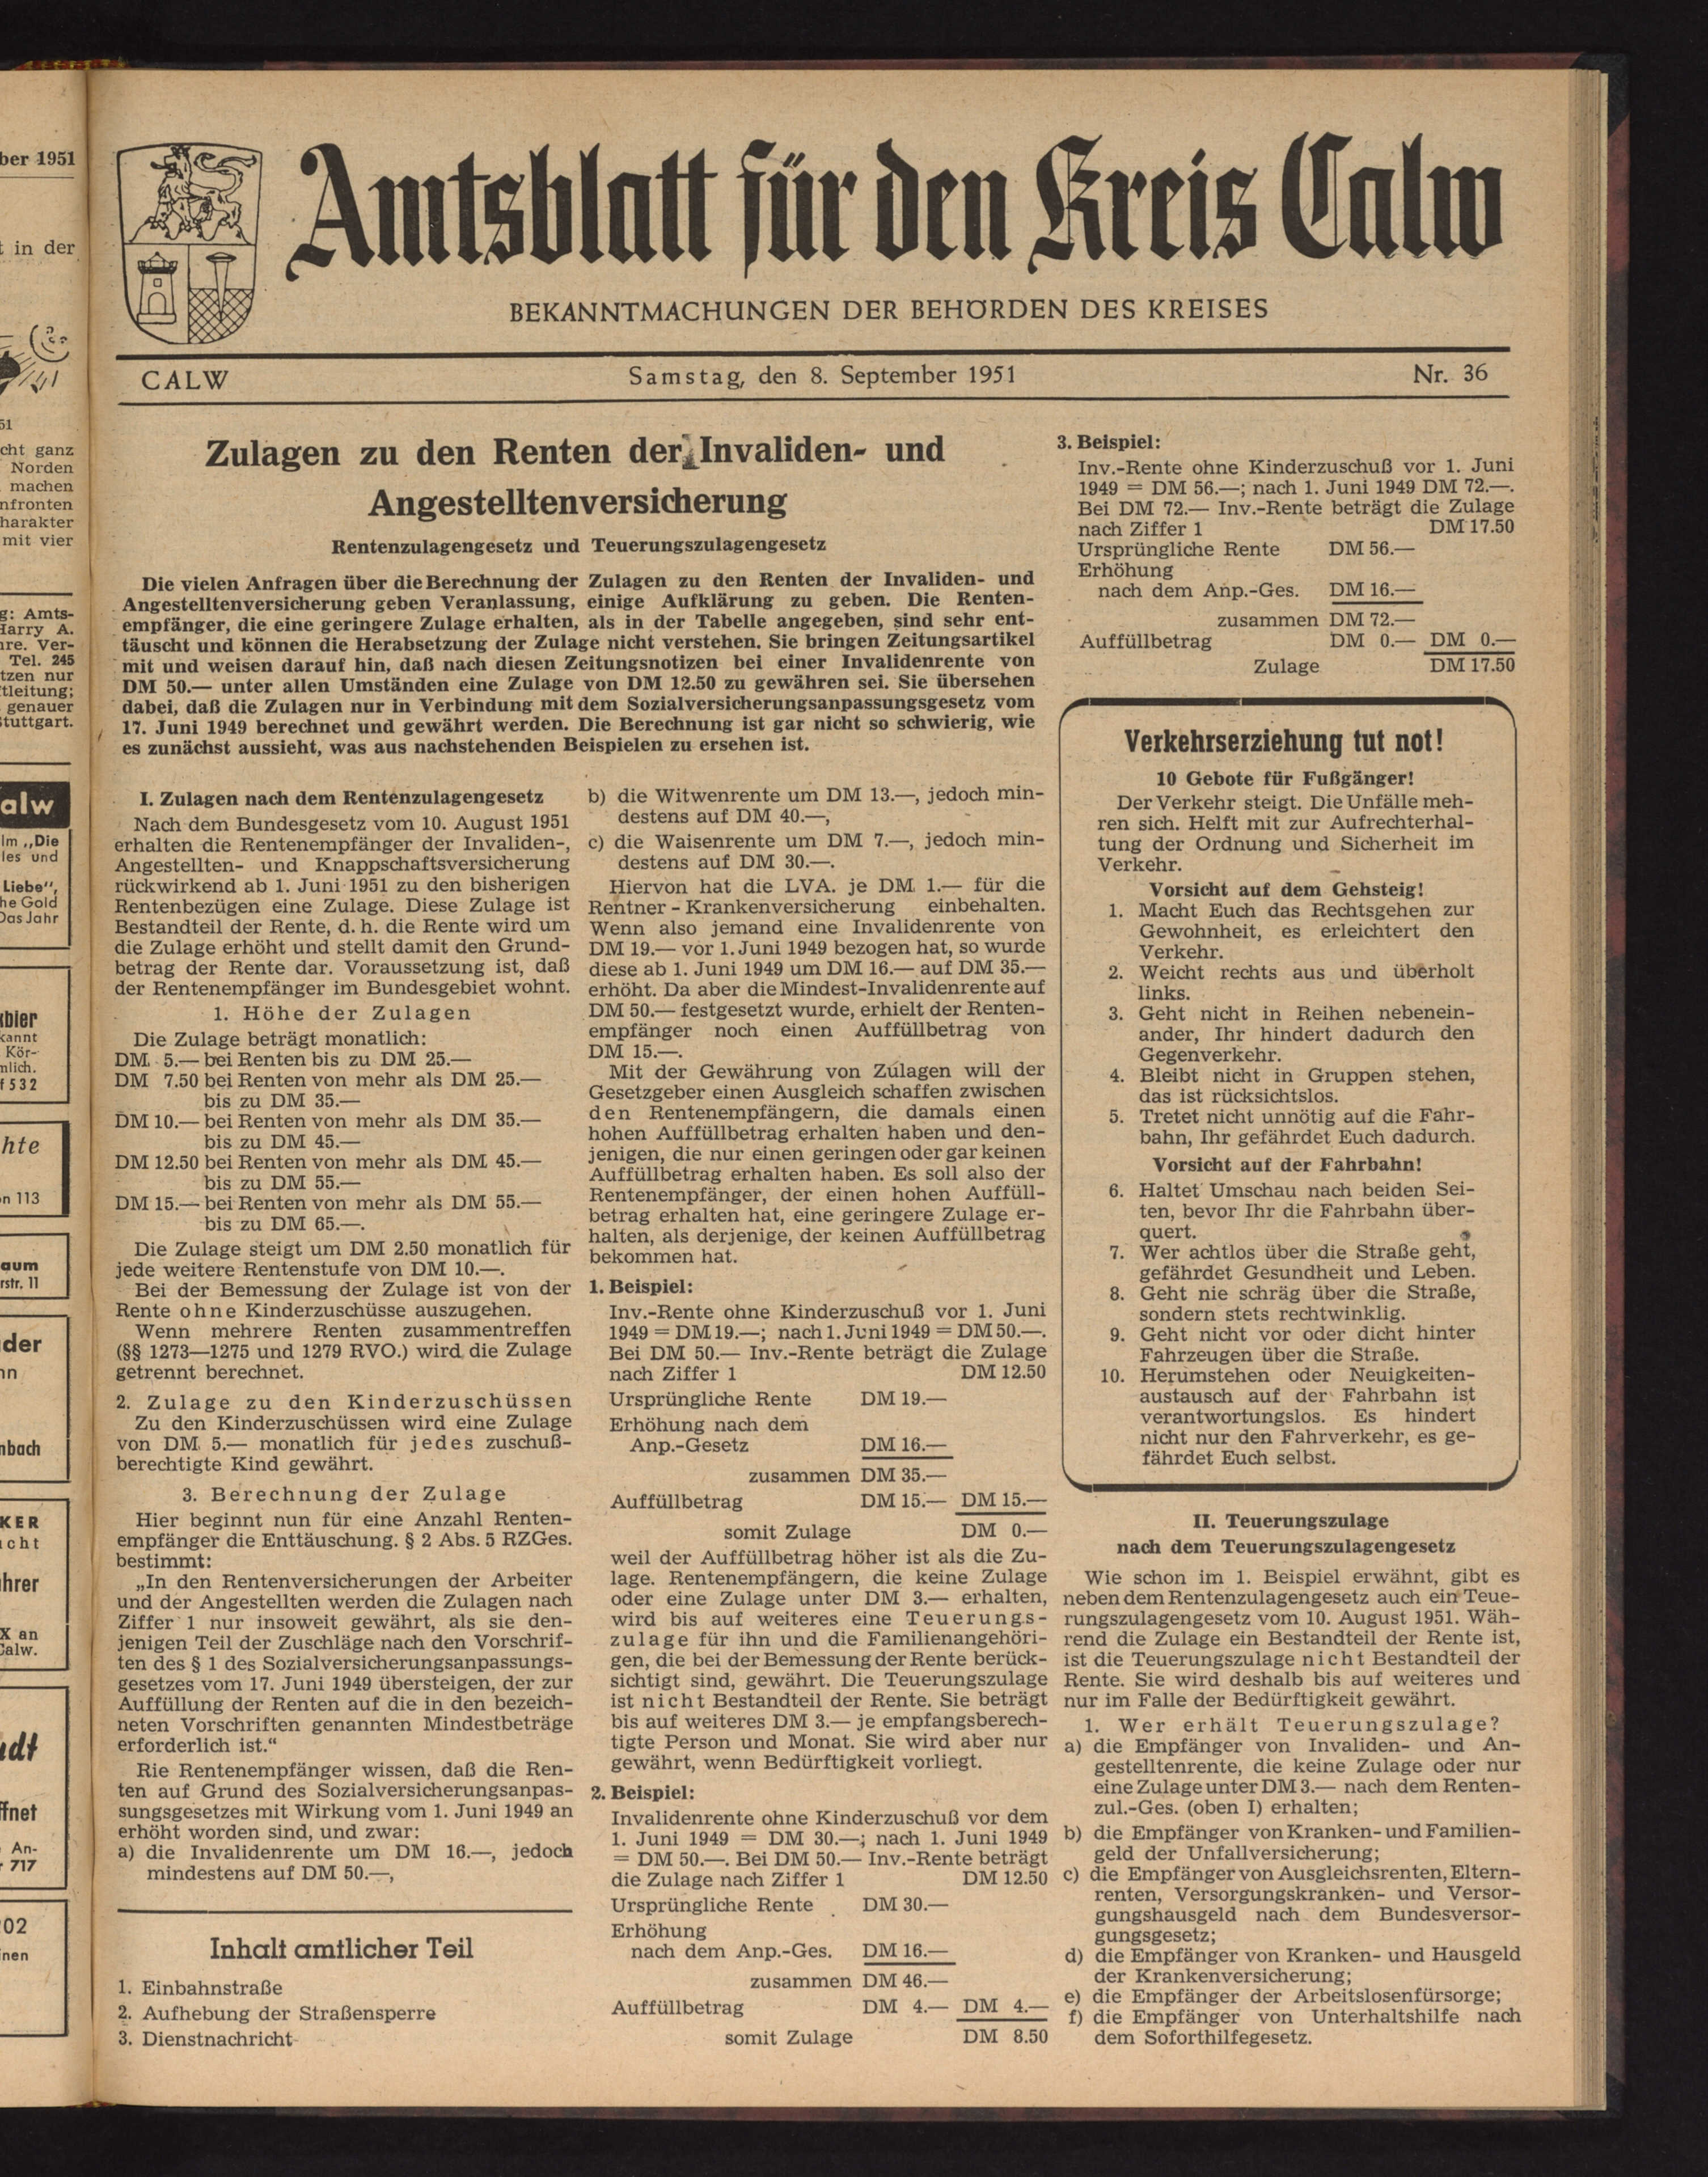 ber 1951
t in der
51
cht ganz
Norden
machen
nfronten
harakter
mit vier
g: Amts-
Harry A.
Ver-
Tel. 245
tzen nur
tleitung;
genauer
Stuttgart.
alw
lm „Die
les und
Liebe“,
he Gold
Das Jahr
kbier
kannt
Kör-
mlich.
f 532
hte
n 113
aum
rstr. 11
der
nn
nbach
KER
cht
hrer
X an
Calw.
adt
ffnet
An-
717
02
inen
Amtsblatt für den Kreis Calw
BEKANNTMACHUNGEN DER BEHÖRDEN DES KREISES
CALW
Samstag, den 8. September 1951
Nr. 36
Zulagen zu den Renten der Invaliden- und
Angestelltenversicherung
Rentenzulagengesetz und Teuerungszulagengesetz
Die vielen Anfragen über die Berechnung der Zulagen zu den Renten der Invaliden- und
Angestelltenversicherung geben Veranlassung, einige Aufklärung zu geben. Die Renten-
empfänger, die eine geringere Zulage erhalten, als in der Tabelle angegeben, sind sehr ent-
täuscht und können die Herabsetzung der Zulage nicht verstehen. Sie bringen Zeitungsartikel
mit und weisen darauf hin, daß nach diesen Zeitungsnotizen bei einer Invalidenrente von
DM 50.— unter allen Umständen eine Zulage von DM 12.50 zu gewähren sei. Sie übersehen
dabei, daß die Zulagen nur in Verbindung mit dem Sozialversicherungsanpassungsgesetz vom
17. Juni 1949 berechnet und gewährt werden. Die Berechnung ist gar nicht so schwierig, wie
es zunächst aussieht, was aus nachstehenden Beispielen zu ersehen ist.
I. Zulagen nach dem Rentenzulagengesetz
Nach dem Bundesgesetz vom 10. August 1951
erhalten die Rentenempfänger der Invaliden-,
Angestellten- und Knappschaftsversicherung
rückwirkend ab 1. Juni 1951 zu den bisherigen
Rentenbezügen eine Zulage. Diese Zulage ist
Bestandteil der Rente, d. h. die Rente wird um
die Zulage erhöht und stellt damit den Grund-
betrag der Rente dar. Voraussetzung ist, daß
der Rentenempfänger im Bundesgebiet wohnt.
1. Höhe der Zulagen
Die Zulage beträgt monatlich:
DM 5.— bei Renten bis zu DM 25.—
DM 7.50 bei Renten von mehr als DM 25.—
bis zu DM 35.—
DM 10.— bei Renten von mehr als DM 35.—
bis zu DM 45.—
DM 12.50 bei Renten von mehr als DM 45.—
bis zu DM 55.—
DM 15.— bei Renten von mehr als DM 55.—
bis zu DM 65.—.
Die Zulage steigt um DM 2.50 monatlich für
jede weitere Rentenstufe von DM 10.—.
Bei der Bemessung der Zulage ist von der
Rente ohne Kinderzuschüsse auszugehen.
Wenn mehrere Renten zusammentreffen
(§§ 1273—1275 und 1279 RVO.) wird die Zulage
getrennt berechnet.
2. Zulage zu den Kinderzuschüssen
Zu den Kinderzuschüssen wird eine Zulage
von DM 5.— monatlich für jedes zuschuß-
berechtigte Kind gewährt.
3. Berechnung der Zulage
Hier beginnt nun für eine Anzahl Renten-
empfänger die Enttäuschung. § 2 Abs. 5 RZGes.
bestimmt:
„In den Rentenversicherungen der Arbeiter
und der Angestellten werden die Zulagen nach
Ziffer 1 nur insoweit gewährt, als sie den-
jenigen Teil der Zuschläge nach den Vorschrif-
ten des § 1 des Sozialversicherungsanpassungs-
gesetzes vom 17. Juni 1949 übersteigen, der zur
Auffüllung der Renten auf die in den bezeich-
neten Vorschriften genannten Mindestbeträge
erforderlich ist.“
Rie Rentenempfänger wissen, daß die Ren-
ten auf Grund des Sozialversicherungsanpas-
sungsgesetzes mit Wirkung vom 1. Juni 1949 an
erhöht worden sind, und zwar:
a) die Invalidenrente um DM 16.—, jedoch
mindestens auf DM 50.—,
Inhalt amtlicher Teil
1. Einbahnstraße
2. Aufhebung der Straßensperre
3. Dienstnachricht
b) die Witwenrente um DM 13.—, jedoch min-
destens auf DM 40.—,
c) die Waisenrente um DM 7.—, jedoch min-
destens auf DM 30.—.
Hiervon hat die LVA. je DM 1.— für die
Rentner-Krankenversicherung einbehalten.
Wenn also jemand eine Invalidenrente von
DM 19.— vor 1. Juni 1949 bezogen hat, so wurde
diese ab 1. Juni 1949 um DM 16.— auf DM 35.—
erhöht. Da aber die Mindest-Invalidenrente auf
DM 50.— festgesetzt wurde, erhielt der Renten-
empfänger noch einen Auffüllbetrag von
DM 15.—.
Mit der Gewährung von Zulagen will der
Gesetzgeber einen Ausgleich schaffen zwischen
den Rentenempfängern, die damals einen
hohen Auffüllbetrag erhalten haben und den-
jenigen, die nur einen geringen oder gar keinen
Auffüllbetrag erhalten haben. Es soll also der
Rentenempfänger, der einen hohen Auffüll-
betrag erhalten hat, eine geringere Zulage er-
halten, als derjenige, der keinen Auffüllbetrag
bekommen hat.
1. Beispiel:
Inv.-Rente ohne Kinderzuschuß vor 1. Juni
1949 = DM 19.—; nach 1. Juni 1949 = DM 50.—.
Bei DM 50.— Inv.-Rente beträgt die Zulage
nach Ziffer 1 DM 12.50
Ursprüngliche Rente DM 19.—
Erhöhung nach dem
Anp.-Gesetz DM 16.—
zusammen DM 35.—
Auffüllbetrag DM 15.— DM 15.—
somit Zulage DM 0.—
weil der Auffüllbetrag höher ist als die Zu-
lage. Rentenempfängern, die keine Zulage
oder eine Zulage unter DM 3.— erhalten,
wird bis auf weiteres eine Teuerungs-
zulage für ihn und die Familienangehöri-
gen, die bei der Bemessung der Rente berück-
sichtigt sind, gewährt. Die Teuerungszulage
ist nicht Bestandteil der Rente. Sie beträgt
bis auf weiteres DM 3.— je empfangsberech-
tigte Person und Monat. Sie wird aber nur
gewährt, wenn Bedürftigkeit vorliegt.
2. Beispiel:
Invalidenrente ohne Kinderzuschuß vor dem
1. Juni 1949 = DM 30.—; nach 1. Juni 1949
= DM 50.—. Bei DM 50.— Inv.-Rente beträgt
die Zulage nach Ziffer 1 DM 12.50
Ursprüngliche Rente DM 30.—
Erhöhung
nach dem Anp.-Ges. DM 16.—
zusammen DM 46.—
Auffüllbetrag DM 4.— DM 4.—
somit Zulage DM 8.50
3. Beispiel:
Inv.-Rente ohne Kinderzuschuß vor 1. Juni
1949 = DM 56.—; nach 1. Juni 1949 DM 72.—.
Bei DM 72.— Inv.-Rente beträgt die Zulage
nach Ziffer 1 DM 17.50
Ursprüngliche Rente DM 56.—
Erhöhung
nach dem Anp.-Ges. DM 16.—
zusammen DM 72.—
Auffüllbetrag DM 0.— DM 0.—
Zulage DM 17.50
Verkehrserziehung tut not!
10 Gebote für Fußgänger!
Der Verkehr steigt. Die Unfälle meh-
ren sich. Helft mit zur Aufrechterhal-
tung der Ordnung und Sicherheit im
Verkehr.
Vorsicht auf dem Gehsteig!
1. Macht Euch das Rechtsgehen zur
Gewohnheit, es erleichtert den
Verkehr.
2. Weicht rechts aus und überholt
links.
3. Geht nicht in Reihen nebenein-
ander, Ihr hindert dadurch den
Gegenverkehr.
4. Bleibt nicht in Gruppen stehen,
das ist rücksichtslos.
5. Tretet nicht unnötig auf die Fahr-
bahn, Ihr gefährdet Euch dadurch.
Vorsicht auf der Fahrbahn!
6. Haltet Umschau nach beiden Sei-
ten, bevor Ihr die Fahrbahn über-
quert.
7. Wer achtlos über die Straße geht,
gefährdet Gesundheit und Leben.
8. Geht nie schräg über die Straße,
sondern stets rechtwinklig.
9. Geht nicht vor oder dicht hinter
Fahrzeugen über die Straße.
10. Herumstehen oder Neuigkeiten-
austausch auf der Fahrbahn ist
verantwortungslos. Es hindert
nicht nur den Fahrverkehr, es ge-
fährdet Euch selbst.
II. Teuerungszulage
nach dem Teuerungszulagengesetz
Wie schon im 1. Beispiel erwähnt, gibt es
neben dem Rentenzulagengesetz auch ein Teue-
rungszulagengesetz vom 10. August 1951. Wäh-
rend die Zulage ein Bestandteil der Rente ist,
ist die Teuerungszulage nicht Bestandteil der
Rente. Sie wird deshalb bis auf weiteres und
nur im Falle der Bedürftigkeit gewährt.
1. Wer erhält Teuerungszulage?
a) die Empfänger von Invaliden- und An-
gestelltenrente, die keine Zulage oder nur
eine Zulage unter DM 3.— nach dem Renten-
zul.-Ges. (oben I) erhalten;
b) die Empfänger von Kranken- und Familien-
geld der Unfallversicherung;
c) die Empfänger von Ausgleichsrenten, Eltern-
renten, Versorgungskranken- und Versor-
gungshausgeld nach dem Bundesversor-
gungsgesetz;
d) die Empfänger von Kranken- und Hausgeld
der Krankenversicherung;
e) die Empfänger der Arbeitslosenfürsorge;
f) die Empfänger von Unterhaltshilfe nach
dem Soforthilfegesetz.